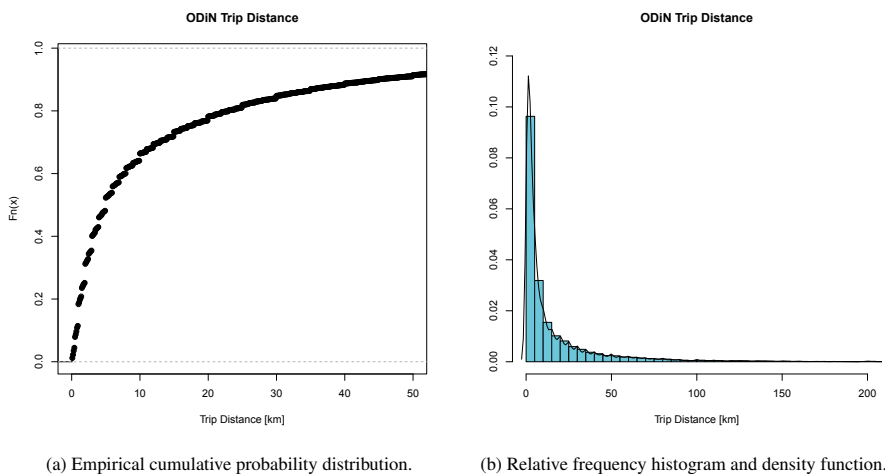 ODiN Trip Distance
Fn(x)
1.0
0.8
0.6
0.4
0.2
0.0
0 10 20 30 40 50
Trip Distance [km]
(a) Empirical cumulative probability distribution.
ODiN Trip Distance
0.12
0.10
0.08
0.06
0.04
0.02
0.00
0 50 100 150 200
Trip Distance [km]
(b) Relative frequency histogram and density function.